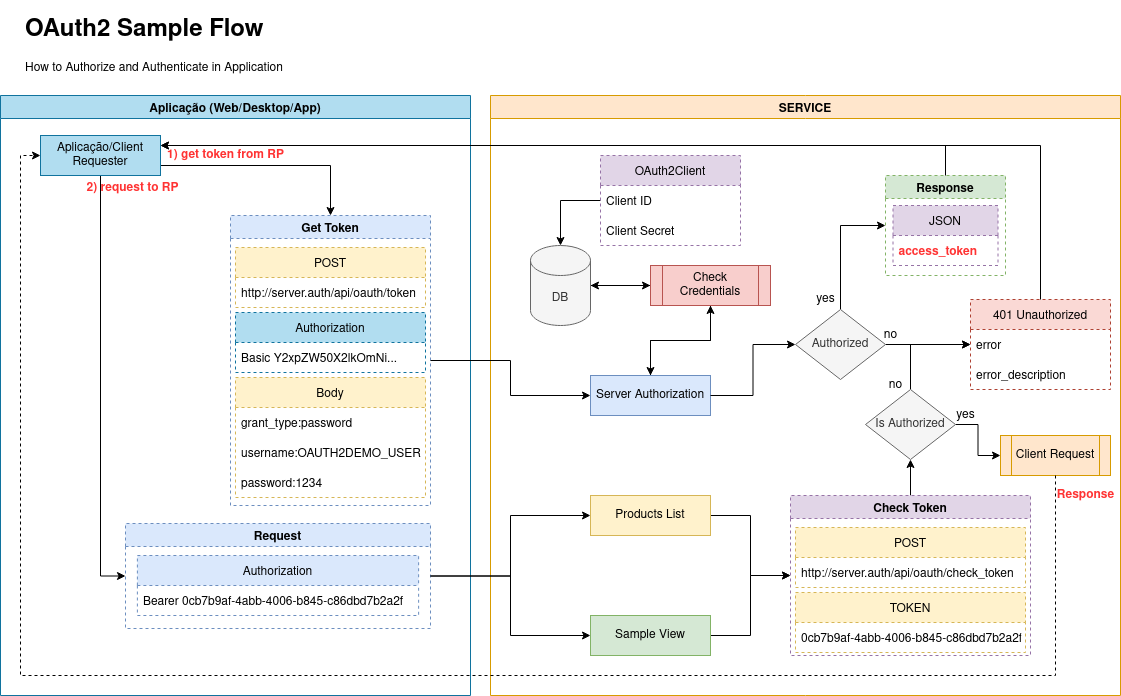 OAuth2 Sample Flow
How to Authorize and Authenticate in Application
Aplicação (Web/Desktop/App)
Aplicação/Client
Requester
1) get token from RP
2) request to RP
Get Token
POST
http://server.auth/api/oauth/token
Authorization
Basic Y2xpZW50X2lkOmNi...
Body
grant_type:password
username:OAUTH2DEMO_USER
password:1234
Request
Authorization
Bearer 0cb7b9af-4abb-4006-b845-c86dbd7b2a2f
SERVICE
OAuth2Client
Client ID
Client Secret
DB
Check
Credentials
Server Authorization
Authorized
yes
no
Response
JSON
access_token
401 Unauthorized
error
error_description
no
Is Authorized
yes
Client Request
Response
Products List
Sample View
Check Token
POST
http://server.auth/api/oauth/check_token
TOKEN
0cb7b9af-4abb-4006-b845-c86dbd7b2a2f